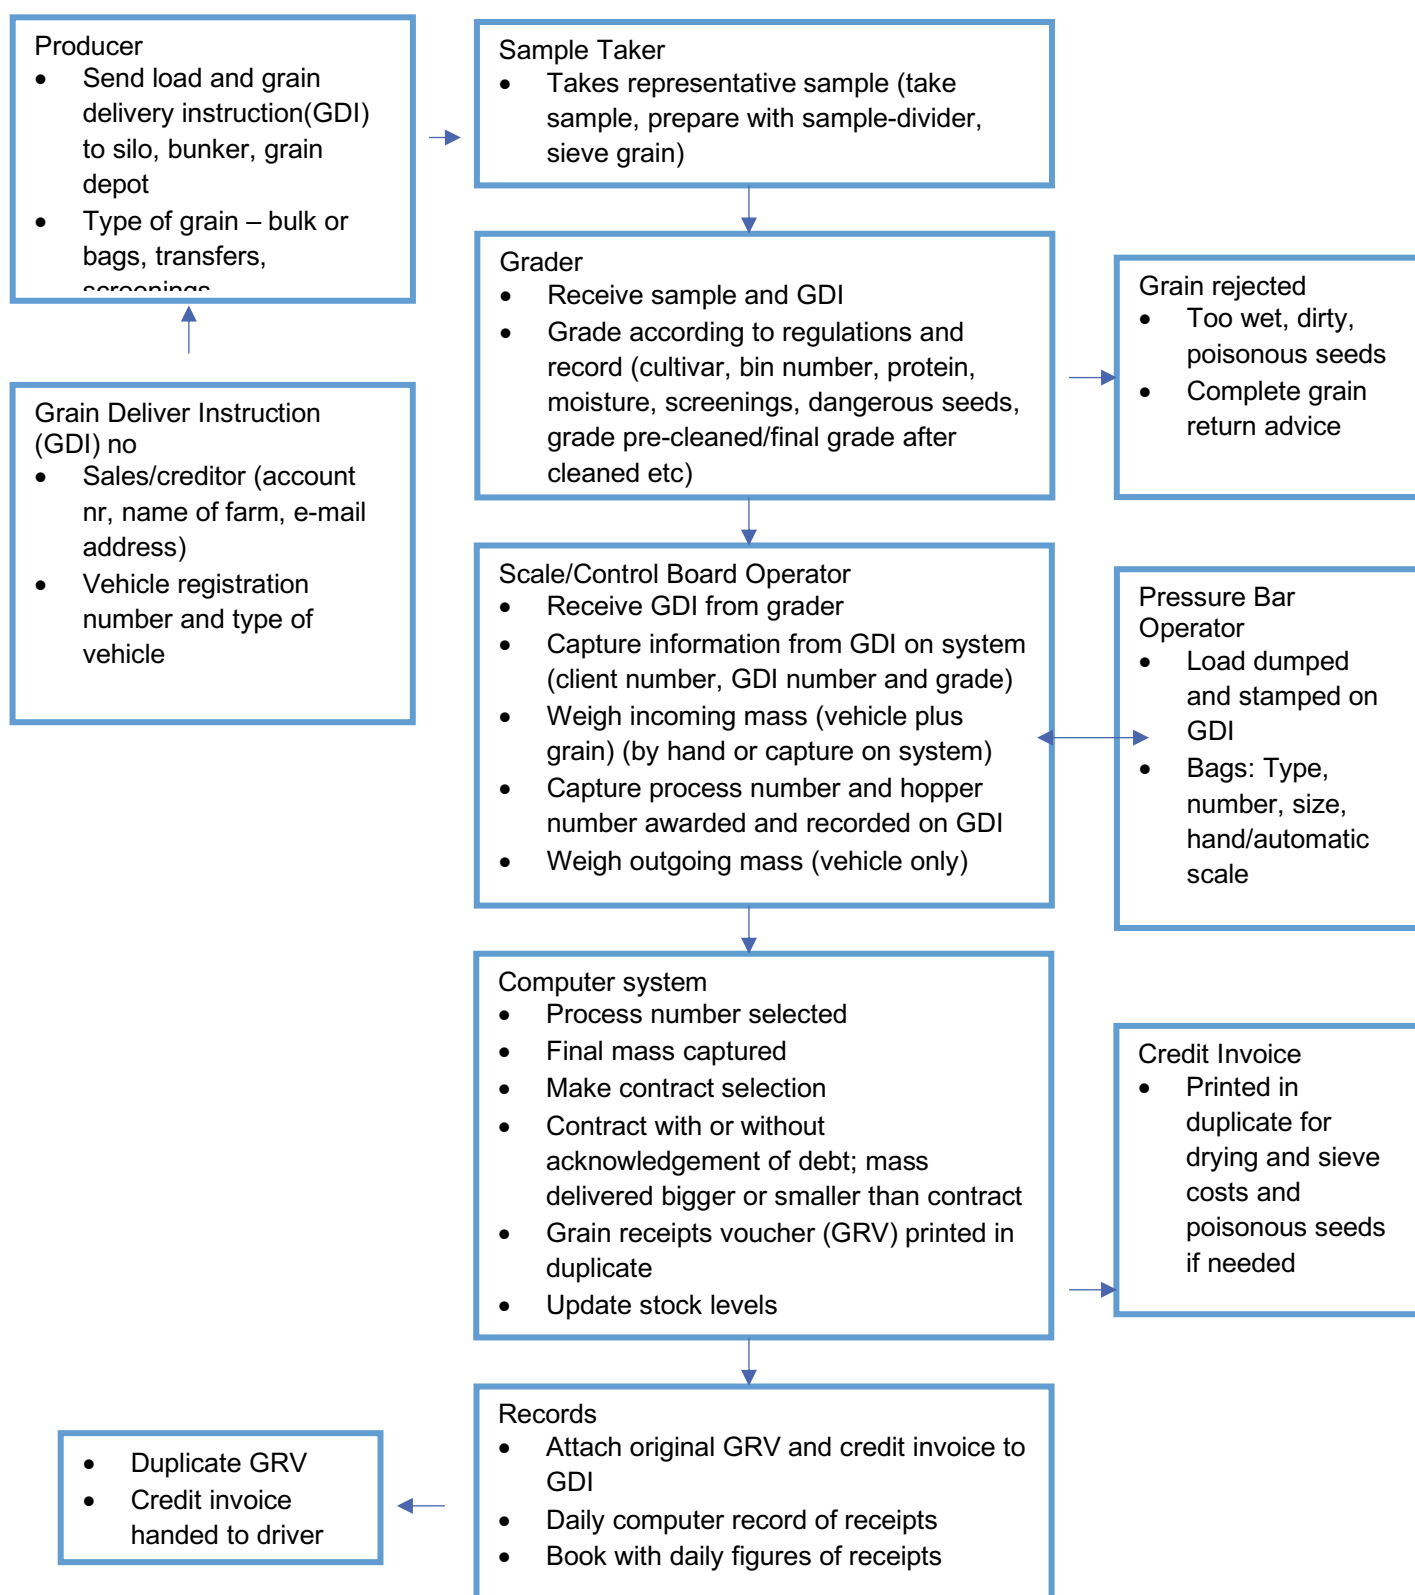 Producer
• Send load and grain
delivery instruction(GDI)
to silo, bunker, grain
depot
• Type of grain – bulk or
bags, transfers,
Sample Taker
• Takes representative sample (take
sample, prepare with sample-divider,
sieve grain)
Grader
• Receive sample and GDI
• Grade according to regulations and
record (cultivar, bin number, protein,
moisture, screenings, dangerous seeds,
grade pre-cleaned/final grade after
cleaned etc)
Grain rejected
• Too wet, dirty,
poisonous seeds
• Complete grain
return advice
Grain Deliver Instruction
(GDI) no
• Sales/creditor (account
nr, name of farm, e-mail
address)
• Vehicle registration
number and type of
vehicle
Scale/Control Board Operator
• Receive GDI from grader
• Capture information from GDI on system
(client number, GDI number and grade)
• Weigh incoming mass (vehicle plus
grain) (by hand or capture on system)
• Capture process number and hopper
number awarded and recorded on GDI
• Weigh outgoing mass (vehicle only)
Pressure Bar
Operator
• Load dumped
and stamped on
GDI
• Bags: Type,
number, size,
hand/automatic
scale
Computer system
• Process number selected
• Final mass captured
• Make contract selection
• Contract with or without
acknowledgement of debt; mass
delivered bigger or smaller than contract
• Grain receipts voucher (GRV) printed in
duplicate
• Update stock levels
Credit Invoice
• Printed in
duplicate for
drying and sieve
costs and
poisonous seeds
if needed
Records
• Attach original GRV and credit invoice to
GDI
• Daily computer record of receipts
• Book with daily figures of receipts
• Duplicate GRV
• Credit invoice
handed to driver